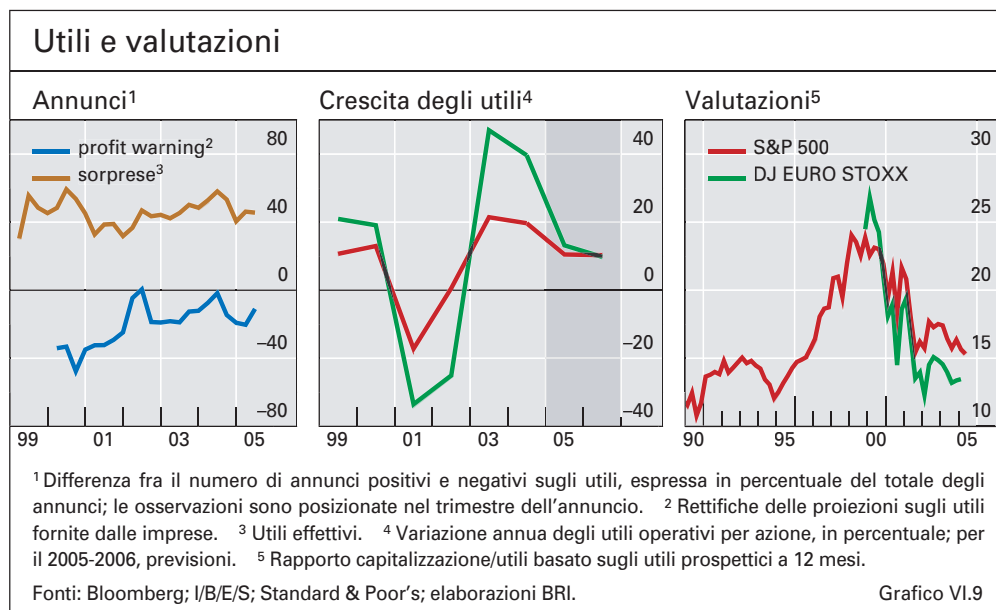 Utili e valutazioni
Annunci¹
profit warning²
sorprese³
80
40
0
–40
–80
99 01 03 05
Crescita degli utili⁴
40
20
0
–20
–40
99 01 03 05
Valutazioni⁵
S&P 500
DJ EURO STOXX
30
25
20
15
10
90 95 00 05
¹ Differenza fra il numero di annunci positivi e negativi sugli utili, espressa in percentuale del totale degli
annunci; le osservazioni sono posizionate nel trimestre dell’annuncio. ² Rettifiche delle proiezioni sugli utili
fornite dalle imprese. ³ Utili effettivi. ⁴ Variazione annua degli utili operativi per azione, in percentuale; per
il 2005-2006, previsioni. ⁵ Rapporto capitalizzazione/utili basato sugli utili prospettici a 12 mesi.
Fonti: Bloomberg; I/B/E/S; Standard & Poor’s; elaborazioni BRI. Grafico VI.9